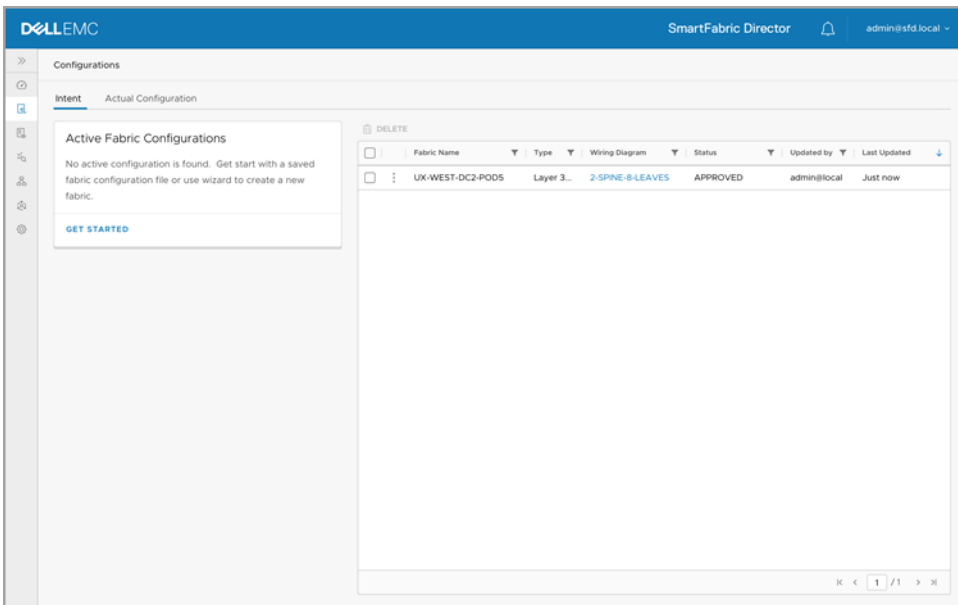 DELLEMC
SmartFabric Director
admin@sfd.local
Configurations
Intent
Actual Configuration
Active Fabric Configurations
No active configuration is found. Get start with a saved
fabric configuration file or use wizard to create a new
fabric.
GET STARTED
DELETE
Fabric Name Type Wiring Diagram Status Updated by Last Updated
UX-WEST-DC2-POD5 Layer 3... 2-SPINE-8-LEAVES APPROVED admin@local Just now
1 / 1